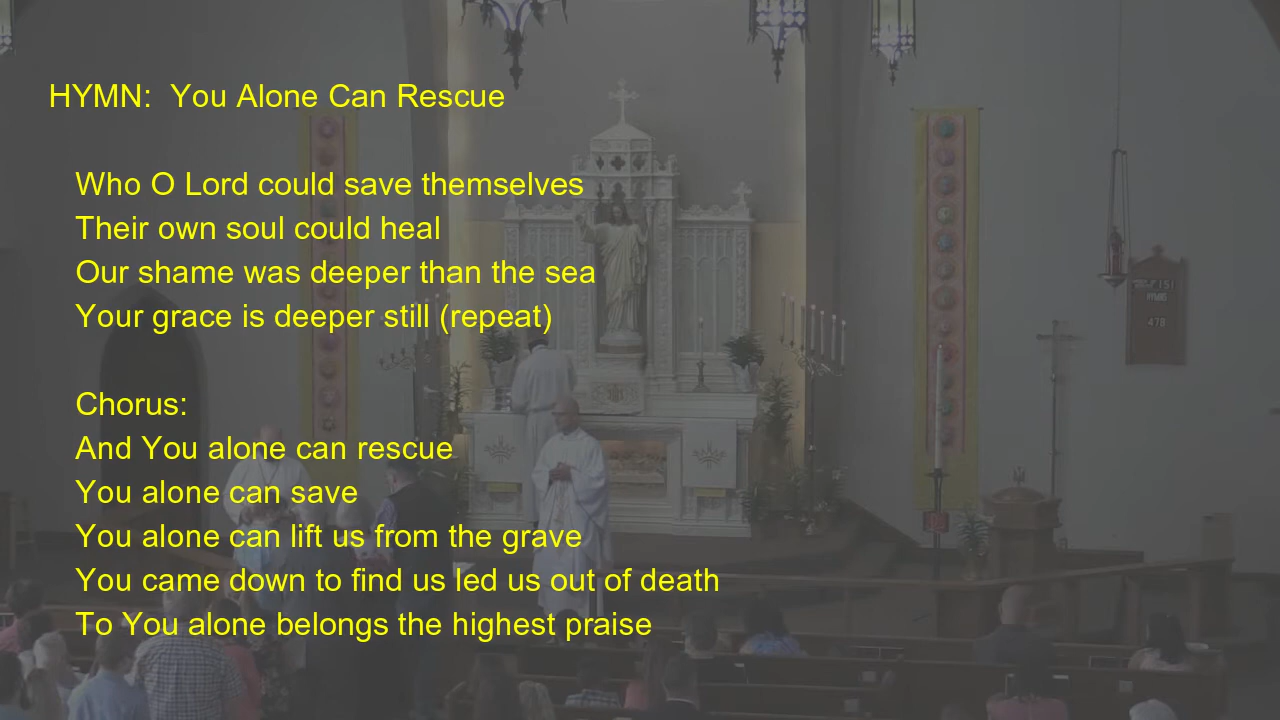 HYMN:  You Alone Can Rescue
Who O Lord could save themselves
Their own soul could heal
Our shame was deeper than the sea
Your grace is deeper still (repeat)
Chorus:
And You alone can rescue
You alone can save
You alone can lift us from the grave
You came down to find us led us out of death
To You alone belongs the highest praise
HYMNS
478